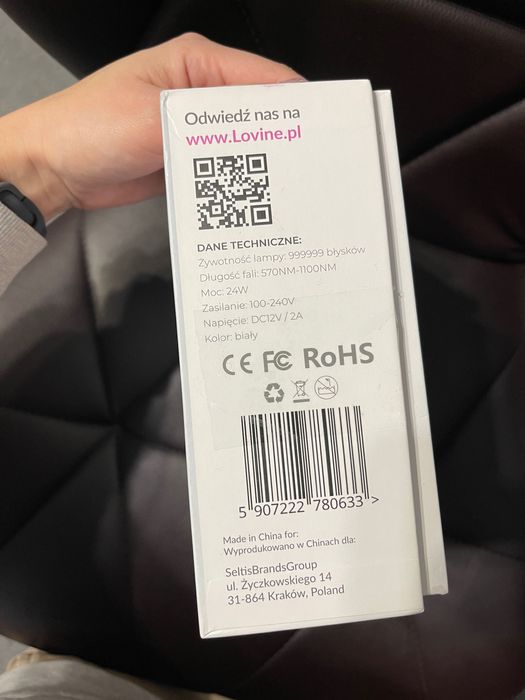 Odwiedź nas na
www.Lovine.pl
DANE TECHNICZNE:
Żywotność lampy: 999999 błysków
Długość fali: 570NM-1100NM
Moc: 24W
Zasilanie: 100-240V
Napięcie: DC12V / 2A
Kolor: biały
CE FC RoHS
5 907222 780633 >
Made in China for:
Wyprodukowano w Chinach dla:
SeltisBrandsGroup
ul. Życzkowskiego 14
31-864 Kraków, Poland